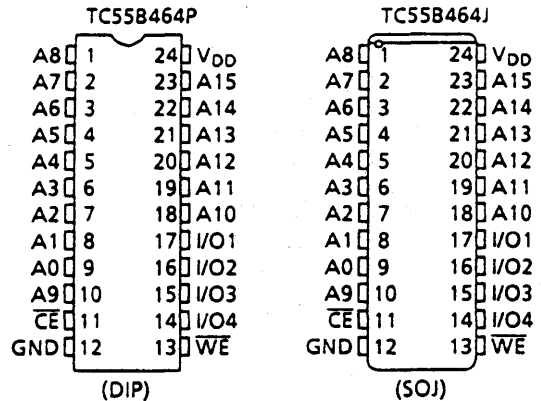 TC55B464P
A8 1 24 VDD
A7 2 23 A15
A6 3 22 A14
A5 4 21 A13
A4 5 20 A12
A3 6 19 A11
A2 7 18 A10
A1 8 17 I/O1
A0 9 16 I/O2
A9 10 15 I/O3
C̅E̅ 11 14 I/O4
GND 12 13 W̅E̅
(DIP)
TC55B464J
A8 1 24 VDD
A7 2 23 A15
A6 3 22 A14
A5 4 21 A13
A4 5 20 A12
A3 6 19 A11
A2 7 18 A10
A1 8 17 I/O1
A0 9 16 I/O2
A9 10 15 I/O3
C̅E̅ 11 14 I/O4
GND 12 13 W̅E̅
(SOJ)